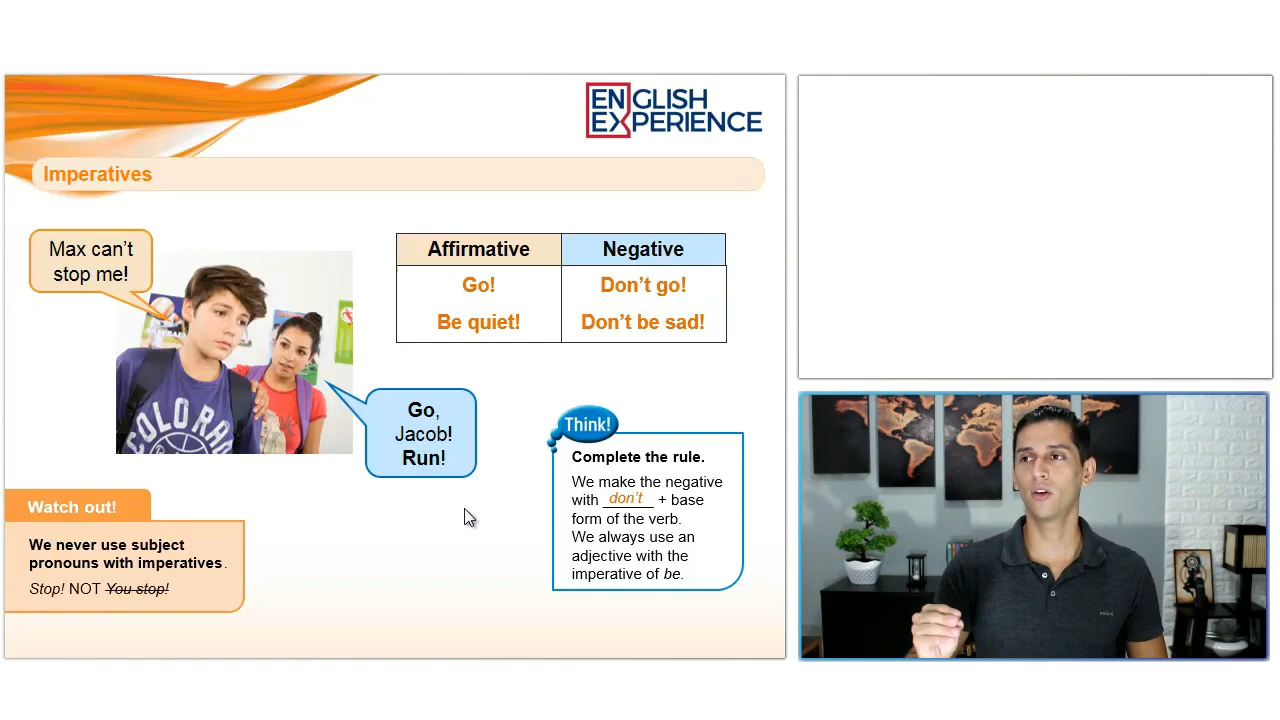 ENGLISH
EXPERIENCE
Imperatives
Max can't
stop me!
Affirmative Negative
Go! Don't go!
Be quiet! Don't be sad!
COLORA
Go,
Jacob!
Run!
Think!
Complete the rule.
We make the negative
with don't + base
form of the verb.
We always use an
adjective with the
imperative of be.
Watch out!
We never use subject
pronouns with imperatives.
Stop! NOT You stop!